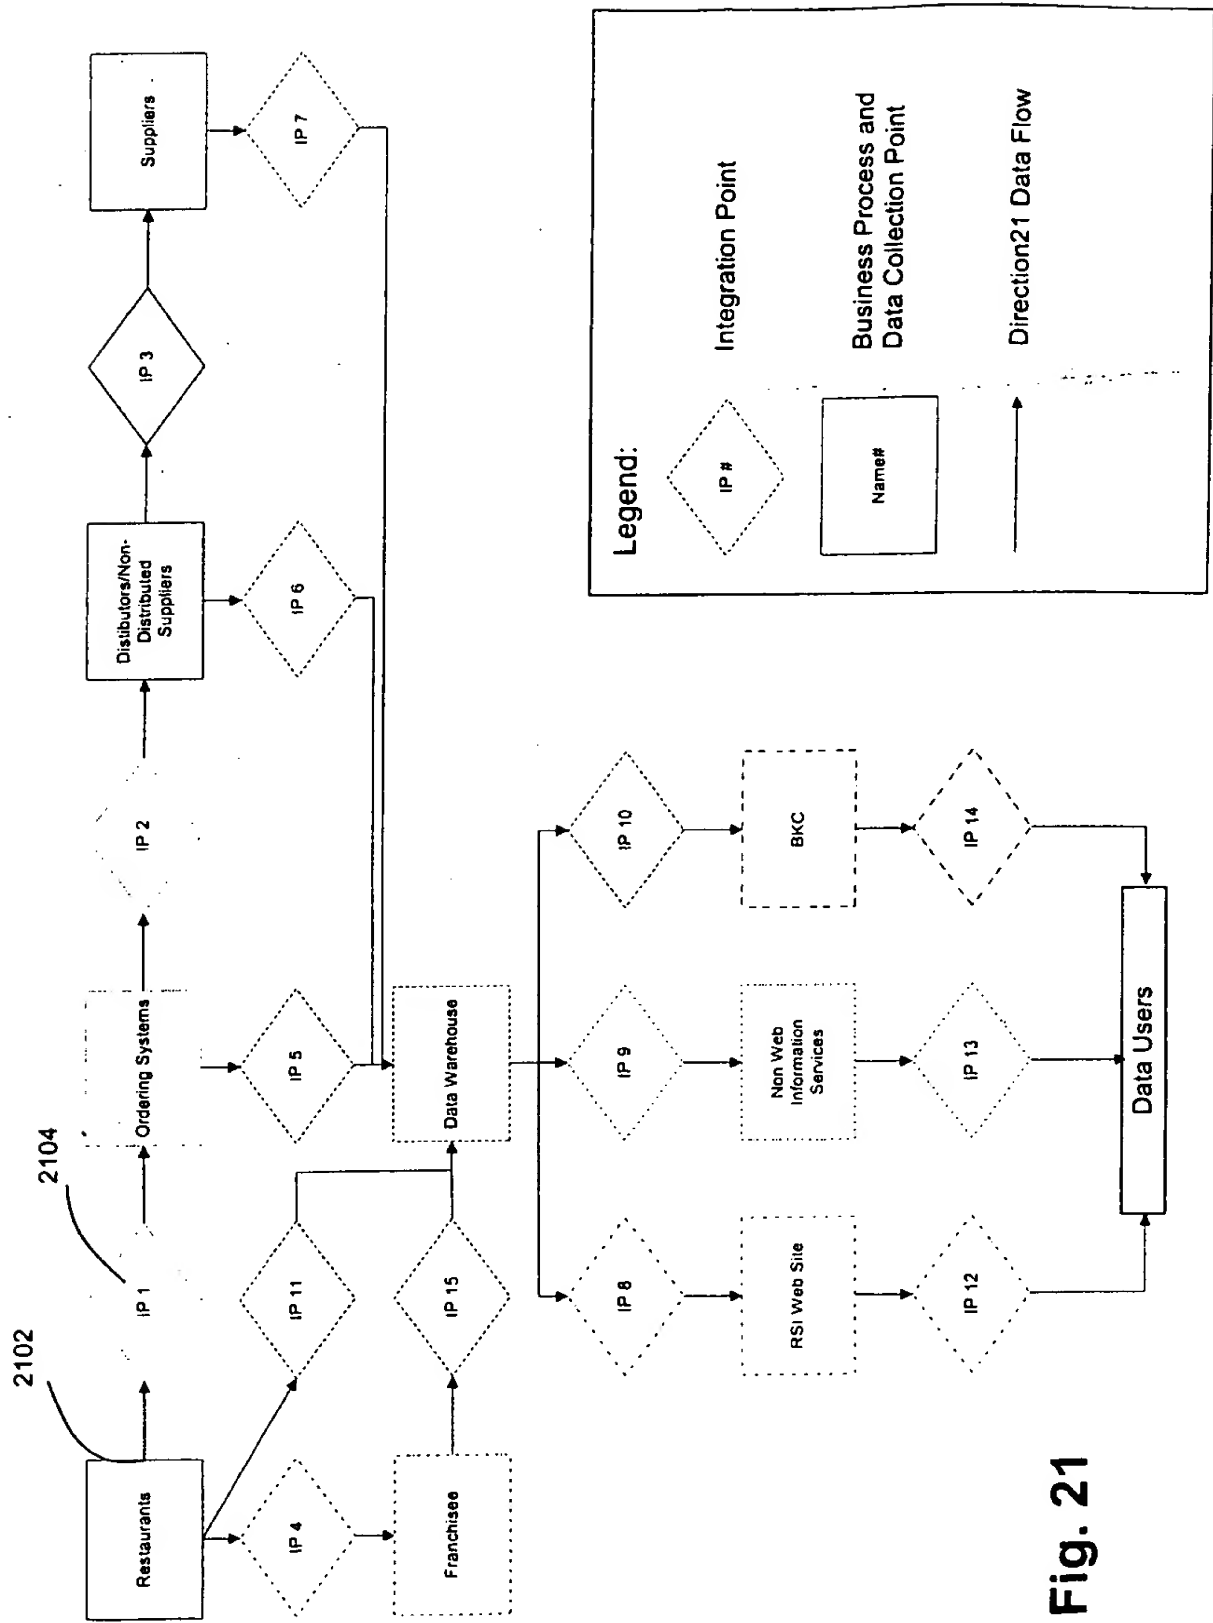 2102
2104
Restaurants
IP 1
Ordering Systems
IP 2
Distibutors/Non-
Distributed
Suppliers
IP 3
Suppliers
IP 4
IP 11
IP 5
IP 6
IP 7
Franchisee
IP 15
Data Warehouse
IP 8
IP 9
IP 10
RSI Web Site
Non Web
Information
Services
BKC
IP 12
IP 13
IP 14
Data Users
Legend:
IP #
Integration Point
Name#
Business Process and
Data Collection Point
Direction21 Data Flow
Fig. 21